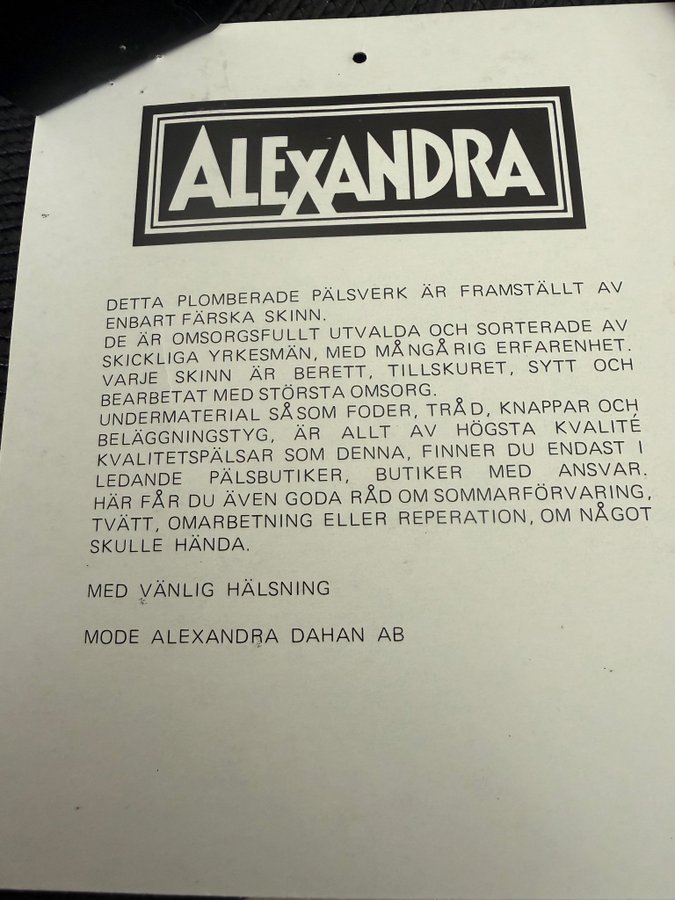 ALEXANDRA
DETTA PLOMBERADE PÄLSVERK ÄR FRAMSTÄLLT AV
ENBART FÄRSKA SKINN.
DE ÄR OMSORGSFULLT UTVALDA OCH SORTERADE AV
SKICKLIGA YRKESMÄN, MED MÅNGÅRIG ERFARENHET.
VARJE SKINN ÄR BERETT, TILLSKURET, SYTT OCH
BEARBETAT MED STÖRSTA OMSORG.
UNDERMATERIAL SÅSOM FODER, TRÅD, KNAPPAR OCH
BELÄGGNINGSTYG, ÄR ALLT AV HÖGSTA KVALITÉ
KVALITETSPÄLSAR SOM DENNA, FINNER DU ENDAST I
LEDANDE PÄLSBUTIKER, BUTIKER MED ANSVAR.
HÄR FÅR DU ÄVEN GODA RÅD OM SOMMARFÖRVARING,
TVÄTT, OMARBETNING ELLER REPERATION, OM NÅGOT
SKULLE HÄNDA.
MED VÄNLIG HÄLSNING
MODE ALEXANDRA DAHAN AB